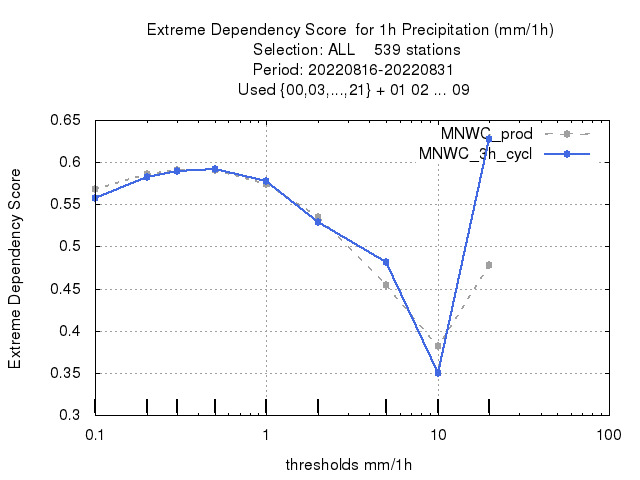 Extreme Dependency Score  for 1h Precipitation (mm/1h)
Selection: ALL    539 stations
Period: 20220816-20220831
Used {00,03,...,21} + 01 02 ... 09
MNWC_prod
MNWC_3h_cycl
Extreme Dependency Score
0.65
0.6
0.55
0.5
0.45
0.4
0.35
0.3
0.1
1
10
100
thresholds mm/1h